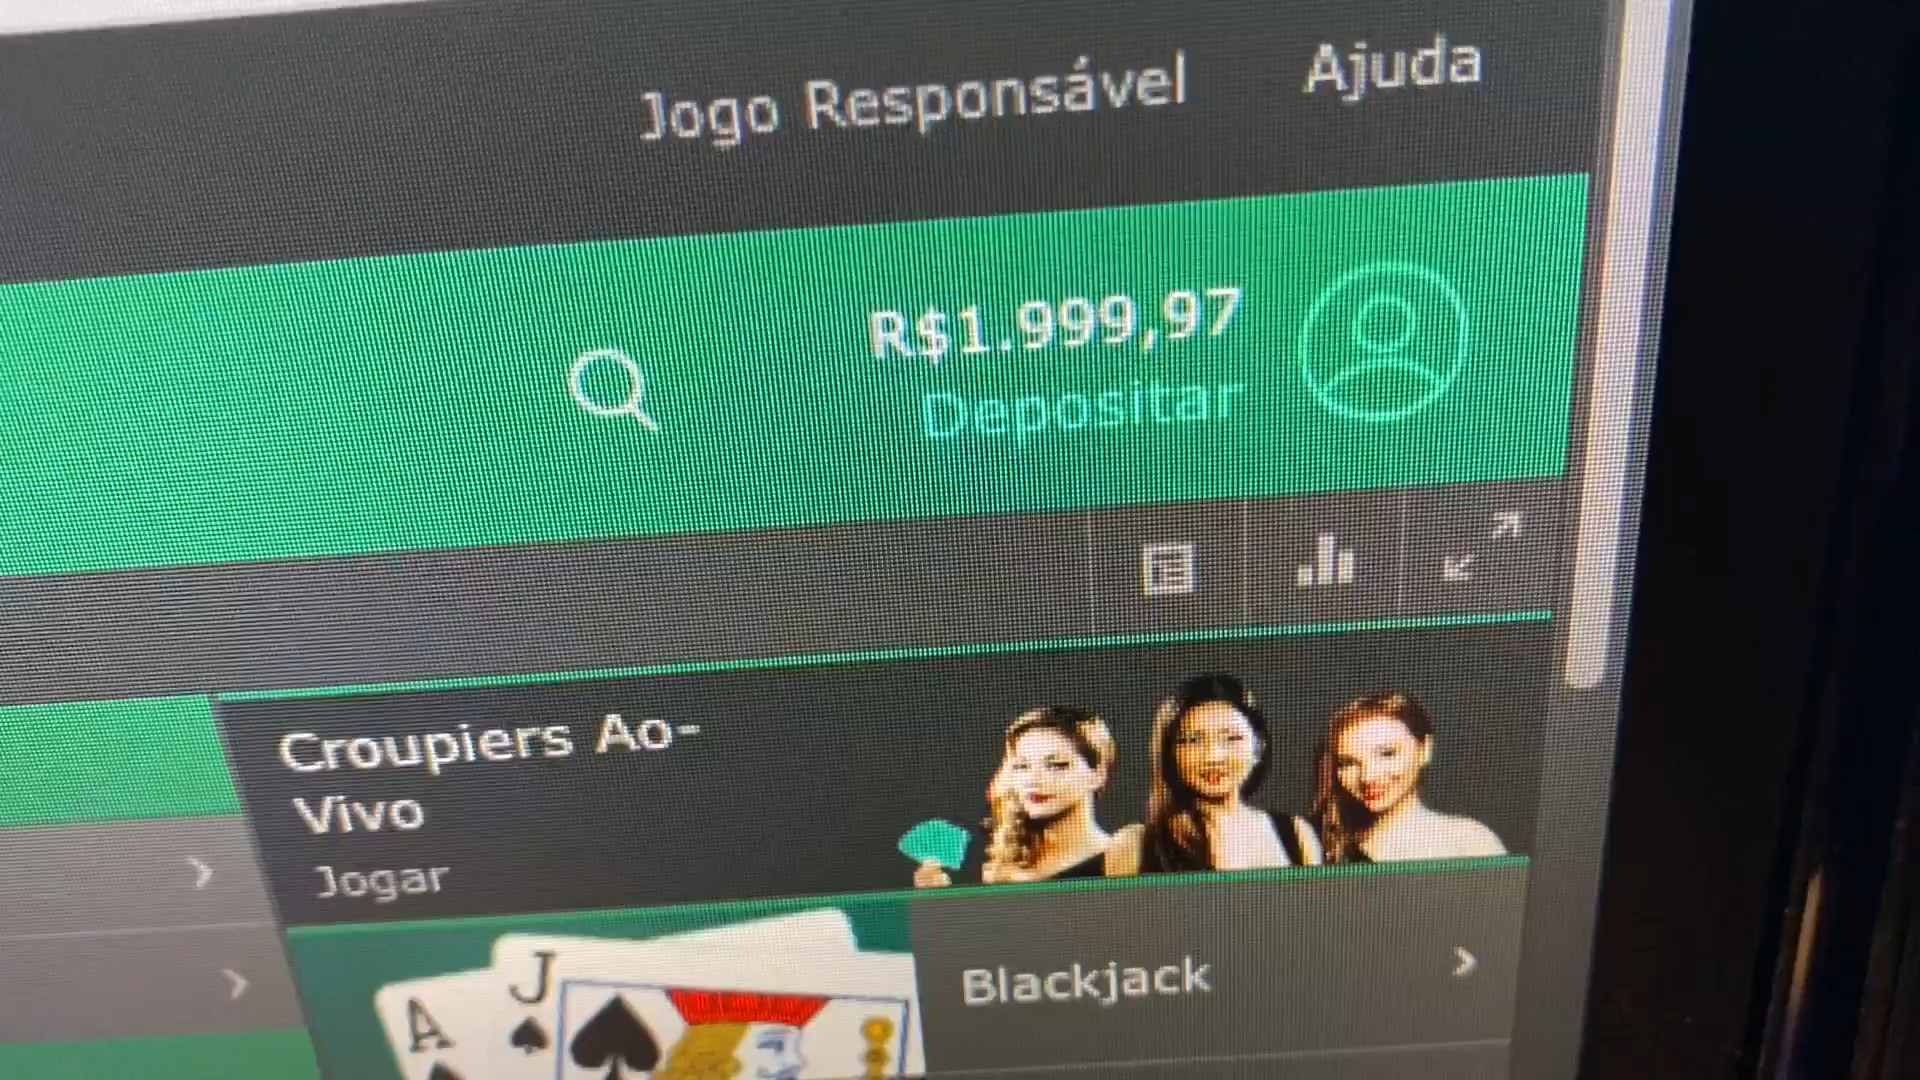 Jogo Responsável Ajuda
R$1.999,97
Depositar
Croupiers Ao-
Vivo
Jogar
J
A
Blackjack